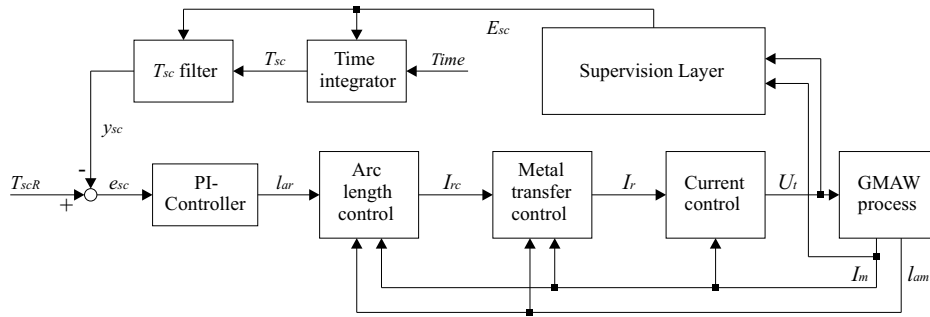 E_sc
T_sc filter
T_sc
Time
integrator
Time
Supervision Layer
y_sc
-
T_scR
+
e_sc
PI-
Controller
l_ar
Arc
length
control
I_rc
Metal
transfer
control
I_r
Current
control
U_t
GMAW
process
I_m
l_am